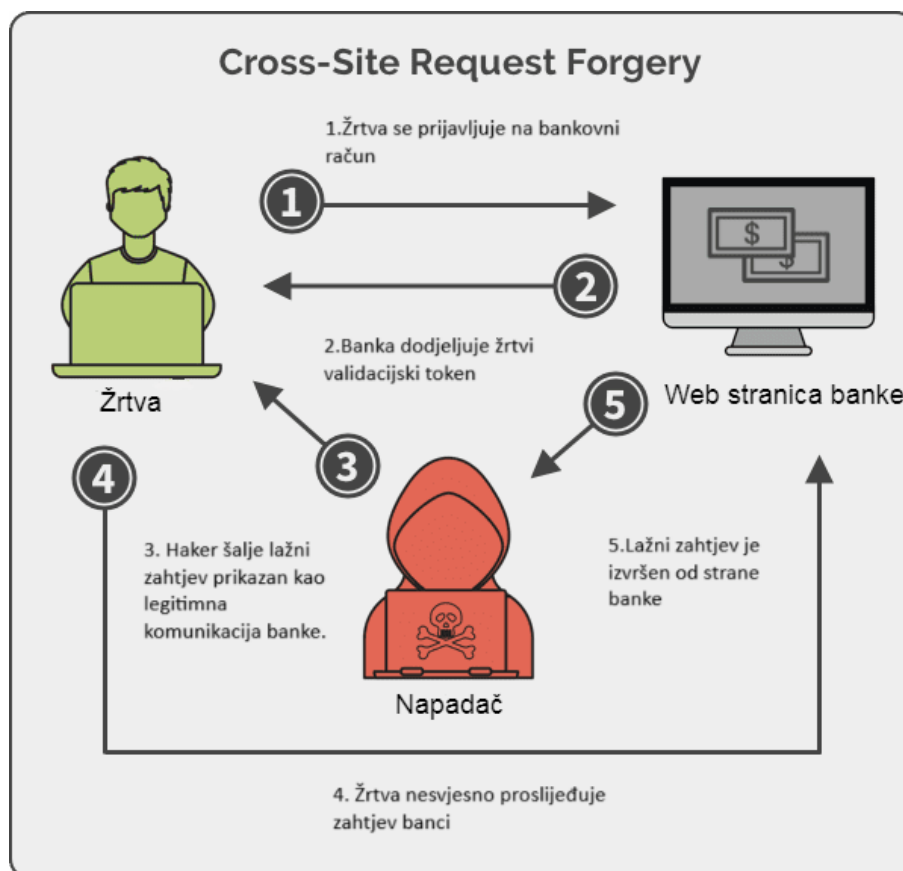 Cross-Site Request Forgery
1.Žrtva se prijavljuje na bankovni
račun
1
$
$
2
2.Banka dodjeljuje žrtvi
validacijski token
Žrtva
5
Web stranica banke
4
3
3. Haker šalje lažni
zahtjev prikazan kao
legitimna
komunikacija banke.
5.Lažni zahtjev je
izvršen od strane
banke
Napadač
4. Žrtva nesvjesno proslijeđuje
zahtjev banci